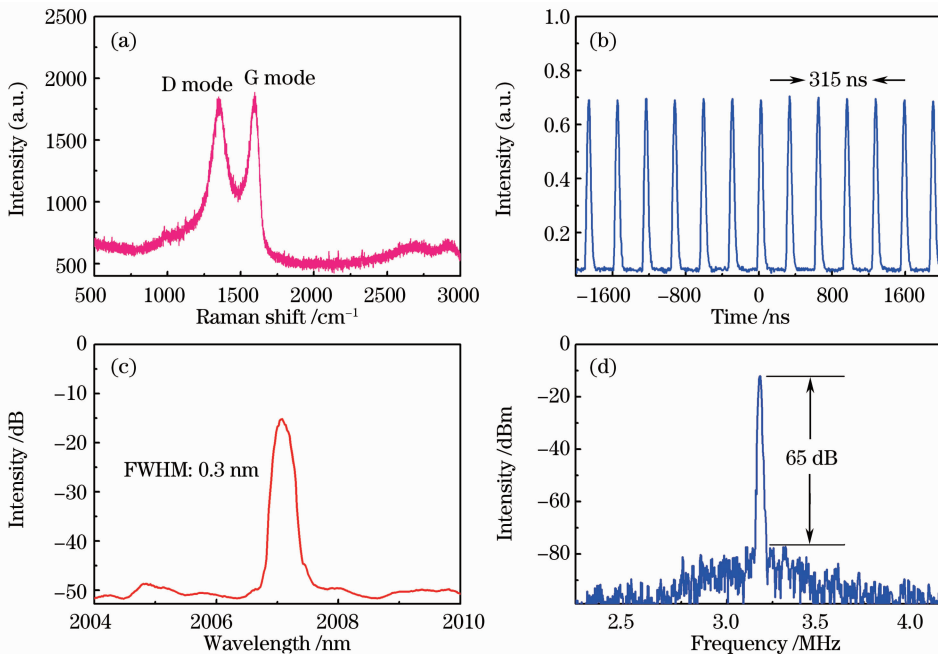 (a)
D mode
G mode
Intensity (a.u.)
2500
2000
1750
1000
500
500
1000
1500
2000
2500
3000
Raman shift /cm⁻¹
(b)
315 ns
Intensity (a.u.)
1.0
0.8
0.6
0.4
0.2
−1600
−800
0
800
1600
Time /ns
(c)
FWHM: 0.3 nm
Intensity /dB
0
−10
−20
−30
−40
−50
2004
2006
2008
2010
Wavelength /nm
(d)
65 dB
Intensity /dBm
0
−20
−40
−60
−80
2.5
3.0
3.5
4.0
Frequency /MHz